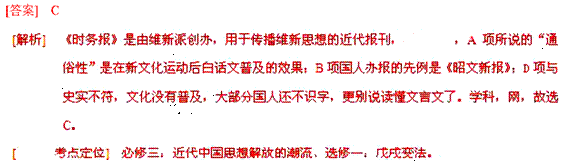 [答案] C
[解析] 《时务报》是由维新派创办，用于传播维新思想的近代报刊， ，A 项所说的“通
俗性”是在新文化运动后白话文普及的效果；B项国人办报的先例是《昭文新报》；D 项与
史实不符，文化没有普及，大部分国人还不识字，更别说读懂文言文了。学科，网，故选
C。
[ 考点定位] 必修三：近代中国思想解放的潮流、选修一：戊戌变法。